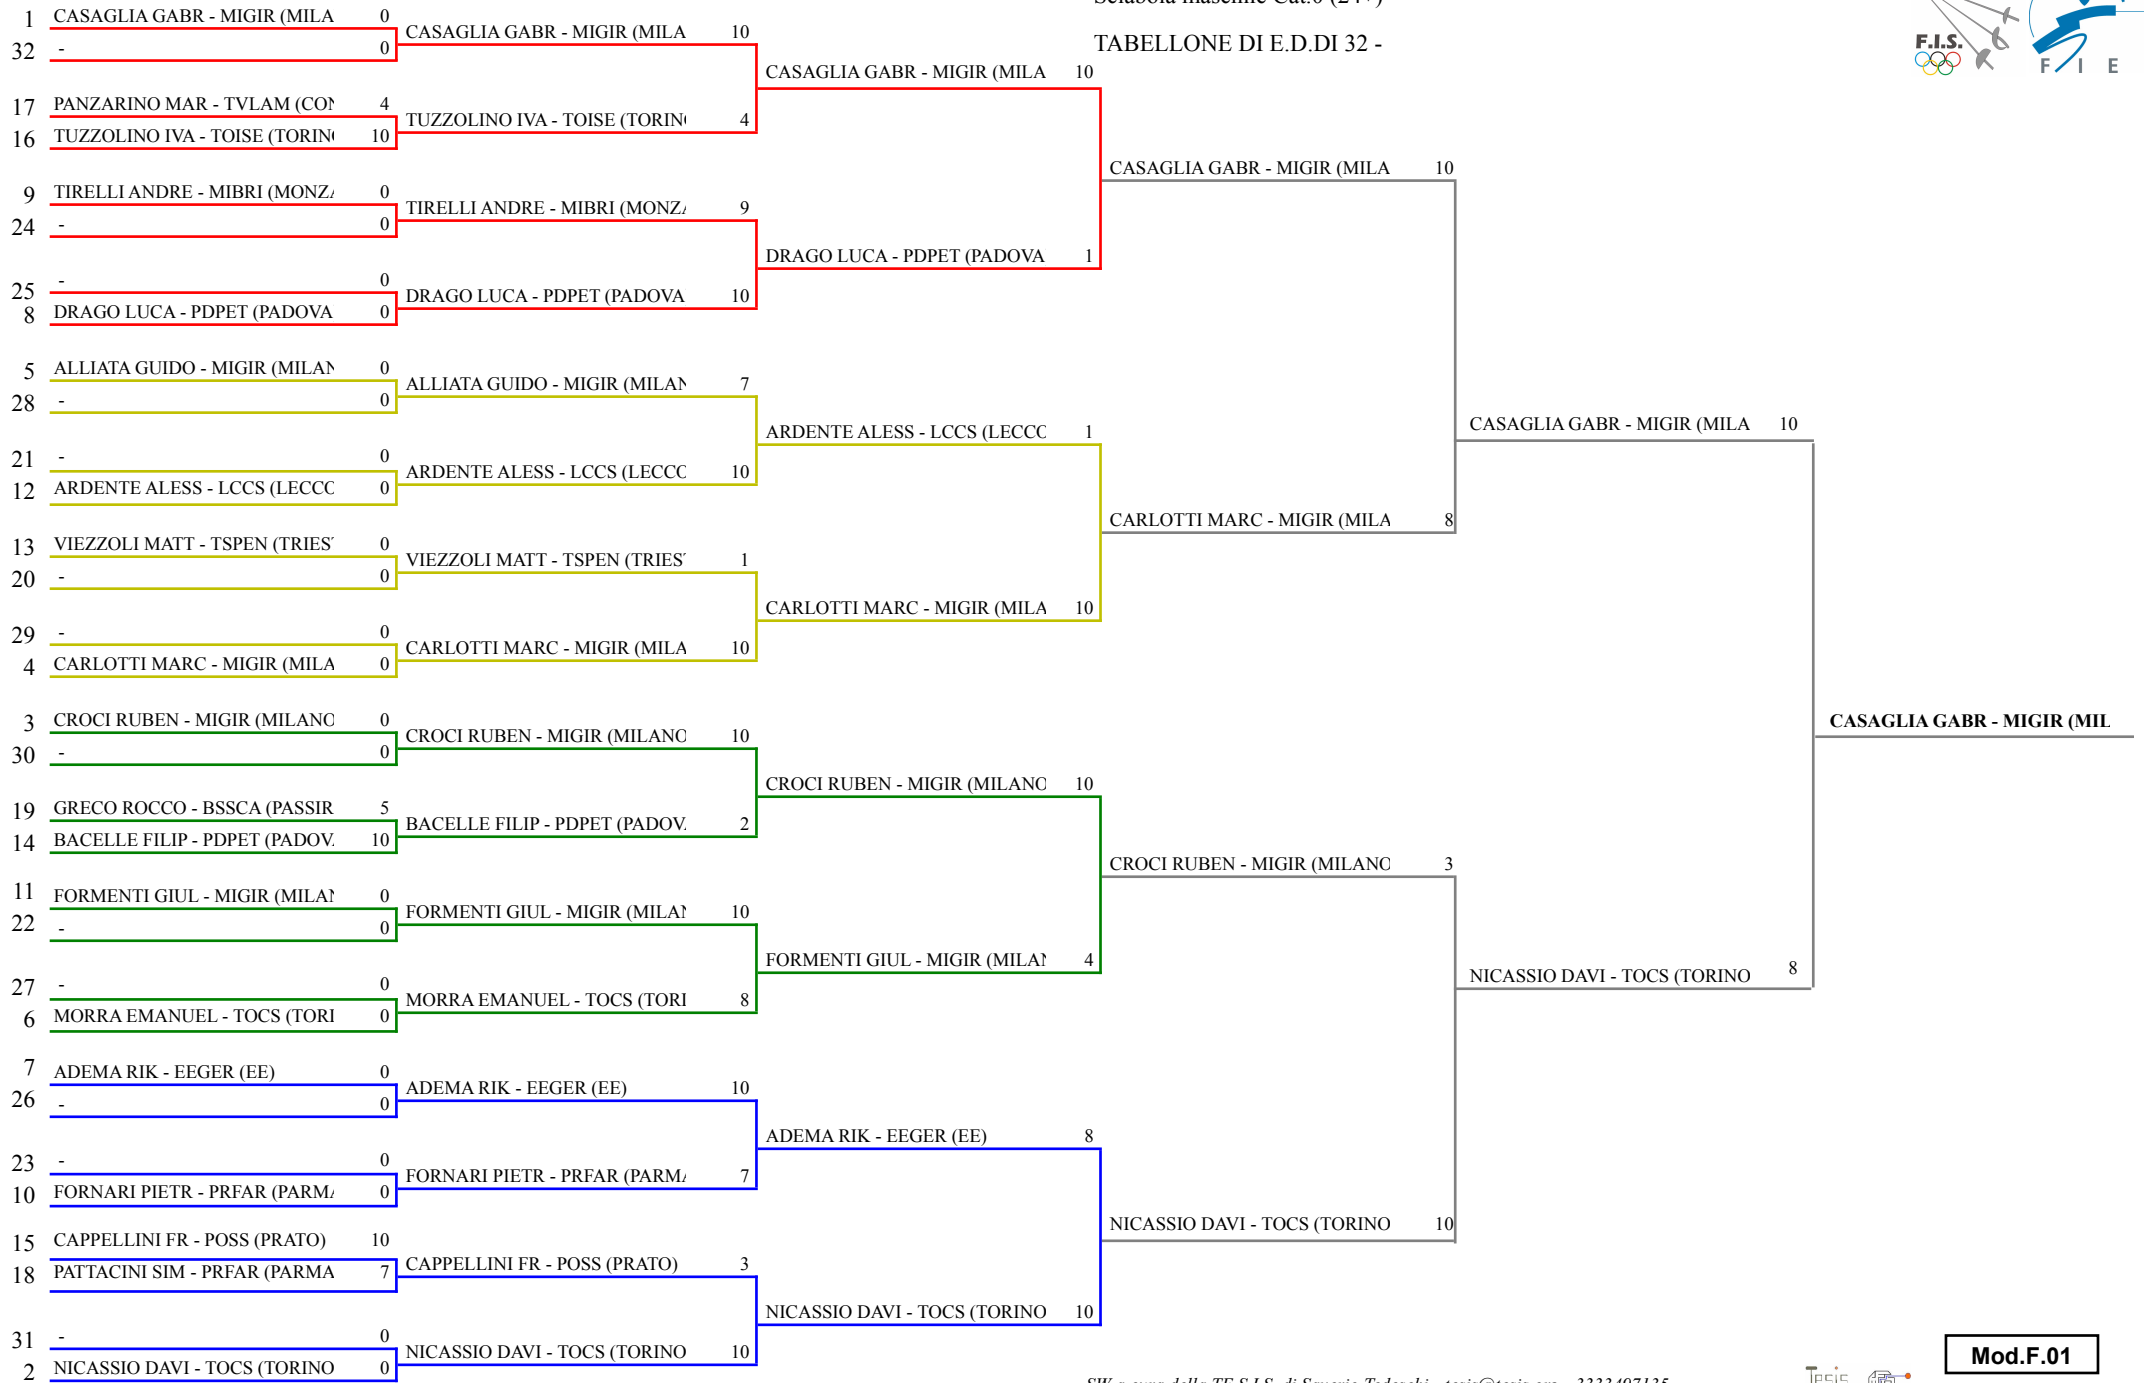 TABELLONE DI E.D.DI 32 -
F.I.S.
F I E
1 CASAGLIA GABR - MIGIR (MILA 0
32 - 0
17 PANZARINO MAR - TVLAM (CON 4
16 TUZZOLINO IVA - TOISE (TORIN 10
9 TIRELLI ANDRE - MIBRI (MONZ 0
24 - 0
25 - 0
8 DRAGO LUCA - PDPET (PADOVA 0
5 ALLIATA GUIDO - MIGIR (MILAN 0
28 - 0
21 - 0
12 ARDENTE ALESS - LCCS (LECCO 0
13 VIEZZOLI MATT - TSPEN (TRIES 0
20 - 0
29 - 0
4 CARLOTTI MARC - MIGIR (MILA 0
3 CROCI RUBEN - MIGIR (MILANO 0
30 - 0
19 GRECO ROCCO - BSSCA (PASSIR 5
14 BACELLE FILIP - PDPET (PADOV 10
11 FORMENTI GIUL - MIGIR (MILAN 0
22 - 0
27 - 0
6 MORRA EMANUEL - TOCS (TORI 0
7 ADEMA RIK - EEGER (EE) 0
26 - 0
23 - 0
10 FORNARI PIETR - PRFAR (PARM 0
15 CAPPELLINI FR - POSS (PRATO) 10
18 PATTACINI SIM - PRFAR (PARMA 7
31 - 0
2 NICASSIO DAVI - TOCS (TORINO 0
CASAGLIA GABR - MIGIR (MILA 10
TUZZOLINO IVA - TOISE (TORIN 4
TIRELLI ANDRE - MIBRI (MONZ 9
DRAGO LUCA - PDPET (PADOVA 10
ALLIATA GUIDO - MIGIR (MILAN 7
ARDENTE ALESS - LCCS (LECCO 10
VIEZZOLI MATT - TSPEN (TRIES 1
CARLOTTI MARC - MIGIR (MILA 10
CROCI RUBEN - MIGIR (MILANO 10
BACELLE FILIP - PDPET (PADOV 2
FORMENTI GIUL - MIGIR (MILAN 10
MORRA EMANUEL - TOCS (TORI 8
ADEMA RIK - EEGER (EE) 10
FORNARI PIETR - PRFAR (PARM 7
CAPPELLINI FR - POSS (PRATO) 3
NICASSIO DAVI - TOCS (TORINO 10
CASAGLIA GABR - MIGIR (MILA 10
DRAGO LUCA - PDPET (PADOVA 1
ARDENTE ALESS - LCCS (LECCO 1
CARLOTTI MARC - MIGIR (MILA 10
CROCI RUBEN - MIGIR (MILANO 10
FORMENTI GIUL - MIGIR (MILAN 4
ADEMA RIK - EEGER (EE) 8
NICASSIO DAVI - TOCS (TORINO 10
CASAGLIA GABR - MIGIR (MILA 10
CARLOTTI MARC - MIGIR (MILA 8
CROCI RUBEN - MIGIR (MILANO 3
NICASSIO DAVI - TOCS (TORINO 10
CASAGLIA GABR - MIGIR (MILA 10
NICASSIO DAVI - TOCS (TORINO 8
CASAGLIA GABR - MIGIR (MIL
Mod.F.01